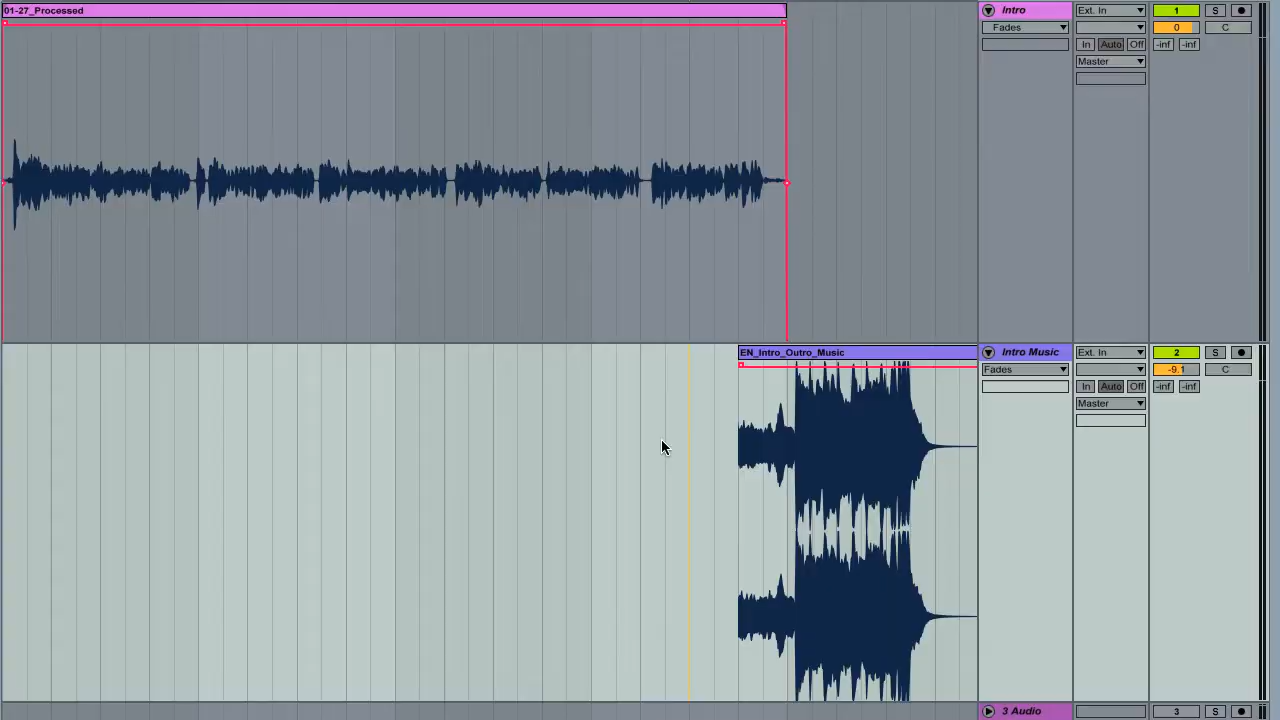 01-27_Processed
Intro
Ext. In
1
S
Fades
0
C
In Auto Off
-inf -inf
Master
EN_Intro_Outro_Music
Intro Music
Ext. In
2
S
Fades
-9.1
C
In Auto Off
-inf -inf
Master
3 Audio
3
S